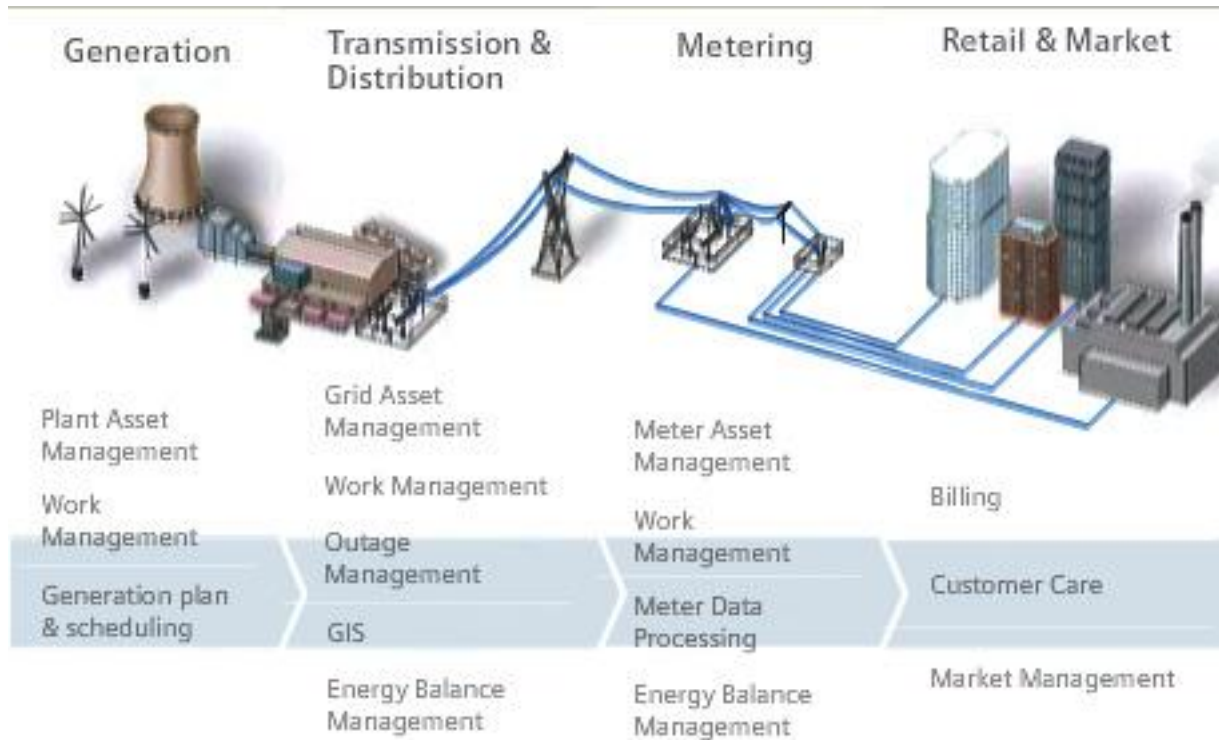 Generation
Transmission &
Distribution
Metering
Retail & Market
Plant Asset
Management
Work
Management
Generation plan
& scheduling
Grid Asset
Management
Work Management
Outage
Management
GIS
Energy Balance
Management
Meter Asset
Management
Work
Management
Meter Data
Processing
Energy Balance
Management
Billing
Customer Care
Market Management